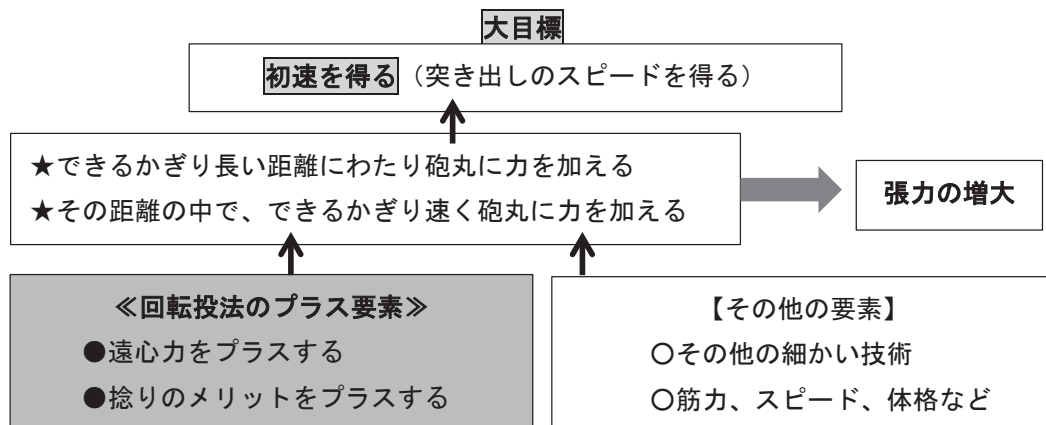 大目標
初速を得る（突き出しのスピードを得る）
★できるかぎり長い距離にわたり砲丸に力を加える
★その距離の中で、できるかぎり速く砲丸に力を加える
張力の増大
≪回転投法のプラス要素≫
●遠心力をプラスする
●捻りのメリットをプラスする
【その他の要素】
〇その他の細かい技術
〇筋力、スピード、体格など